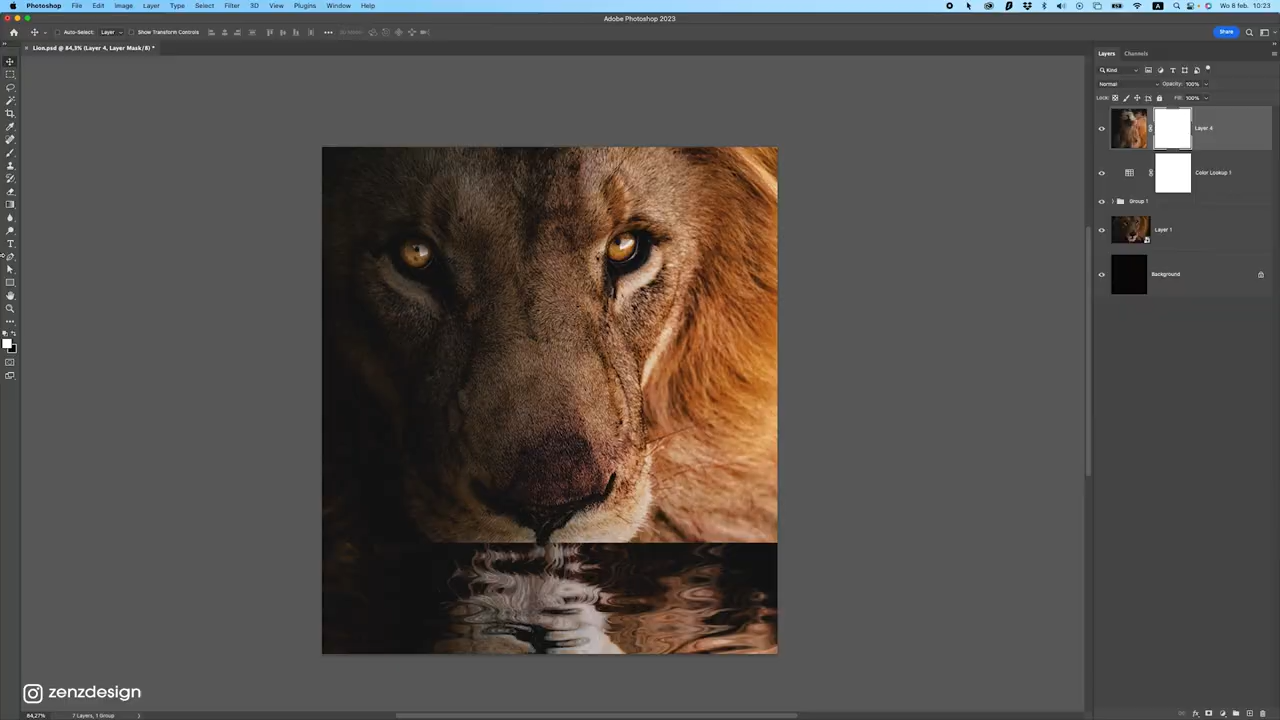 Photoshop File Edit Image Layer Type Select Filter 3D View Plugins Window Help
A
Wo 8 feb. 10:23
Adobe Photoshop 2023
Auto-Select: Layer Show Transform Controls
Share
Lion.psd @ 84,3% (Layer 4, Layer Mask/8) *
Layers Channels
Kind
Normal Opacity: 100%
Lock: Fill: 100%
Layer 4
Color Lookup 1
Group 1
Layer 1
Background
zenzdesign
84,27% 7 Layers, 1 Group